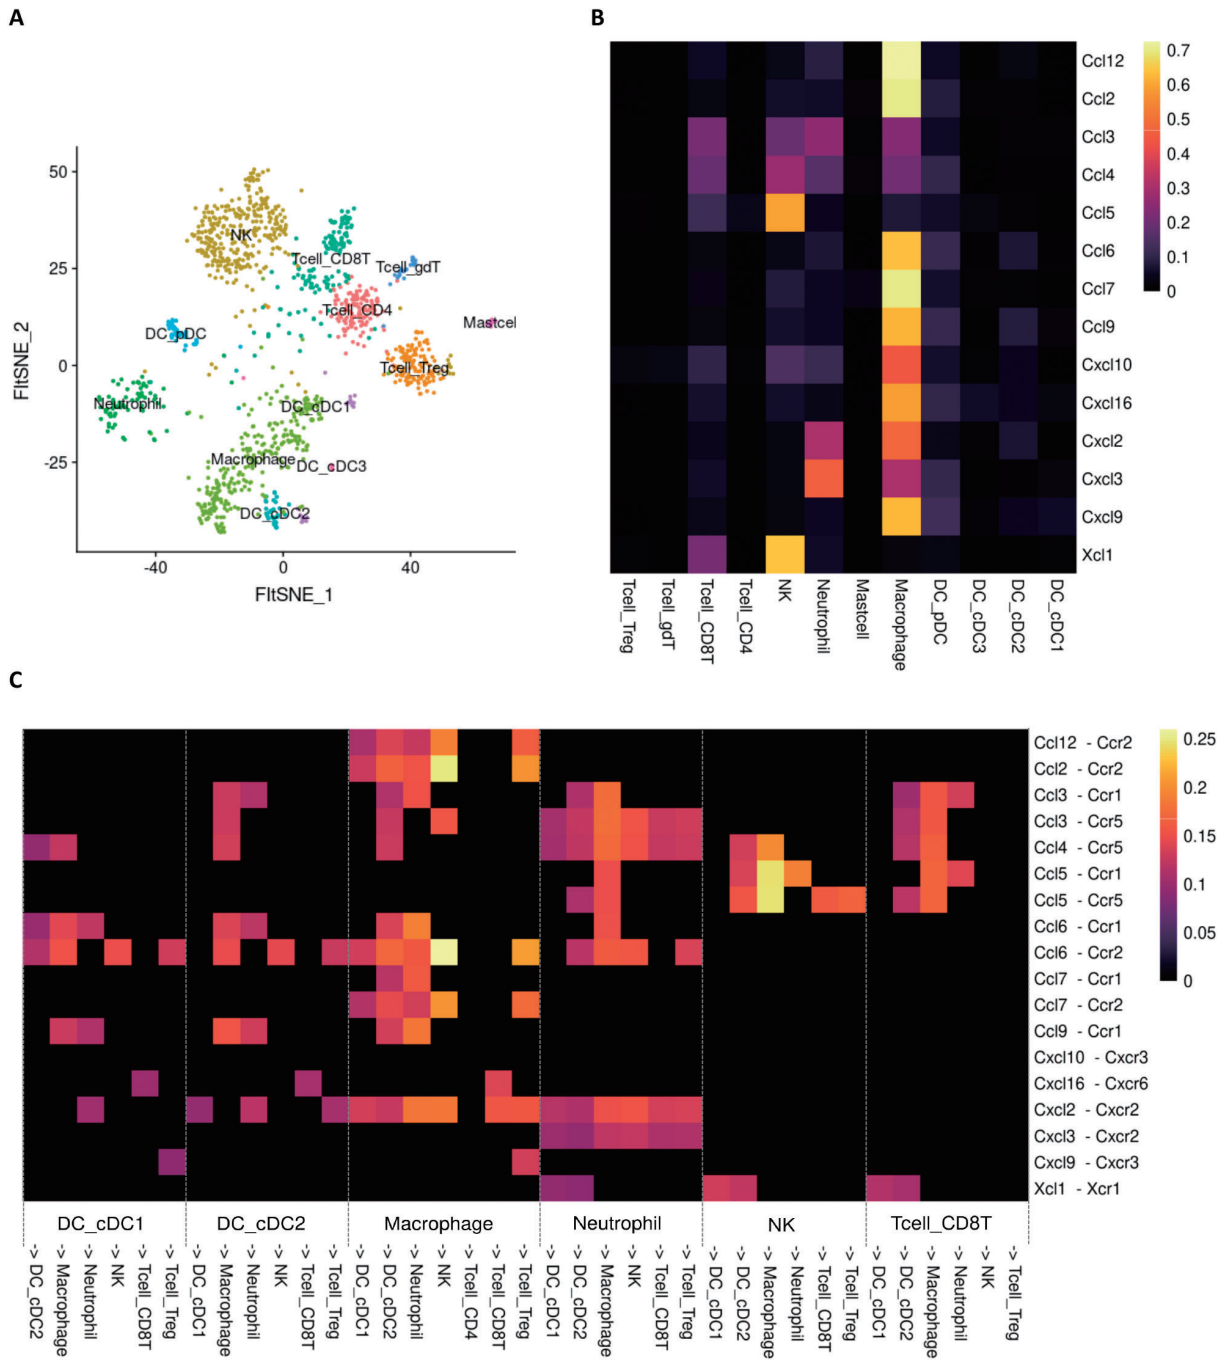 A
B
50
25
0
-25
-40
0
40
FItSNE_1
FItSNE_2
NK
Tcell_CD8T
Tcell_gdT
Tcell_CD4
Mastcel
DC_pDC
Tcell_Treg
Neutrophil
DC_cDC1
Macrophage
DC_cDC3
DC_cDC2
Ccl12
Ccl2
Ccl3
Ccl4
Ccl5
Ccl6
Ccl7
Ccl9
Cxcl10
Cxcl16
Cxcl2
Cxcl3
Cxcl9
Xcl1
0.7
0.6
0.5
0.4
0.3
0.2
0.1
0
Tcell_Treg
Tcell_gdT
Tcell_CD8T
Tcell_CD4
NK
Neutrophil
Mastcell
Macrophage
DC_pDC
DC_cDC3
DC_cDC2
DC_cDC1
C
Ccl12 - Ccr2
Ccl2 - Ccr2
Ccl3 - Ccr1
Ccl3 - Ccr5
Ccl4 - Ccr5
Ccl5 - Ccr1
Ccl5 - Ccr5
Ccl6 - Ccr1
Ccl6 - Ccr2
Ccl7 - Ccr1
Ccl7 - Ccr2
Ccl9 - Ccr1
Cxcl10 - Cxcr3
Cxcl16 - Cxcr6
Cxcl2 - Cxcr2
Cxcl3 - Cxcr2
Cxcl9 - Cxcr3
Xcl1 - Xcr1
0.25
0.2
0.15
0.1
0.05
0
DC_cDC1
DC_cDC2
Macrophage
Neutrophil
NK
Tcell_CD8T
-> DC_cDC2
-> Macrophage
-> Neutrophil
-> NK
-> Tcell_CD8T
-> Tcell_Treg
-> DC_cDC1
-> Macrophage
-> Neutrophil
-> NK
-> Tcell_CD8T
-> Tcell_Treg
-> DC_cDC1
-> DC_cDC2
-> Neutrophil
-> NK
-> Tcell_CD4
-> Tcell_CD8T
-> Tcell_Treg
-> DC_cDC1
-> DC_cDC2
-> Macrophage
-> NK
-> Tcell_CD8T
-> Tcell_Treg
-> DC_cDC1
-> DC_cDC2
-> Macrophage
-> Neutrophil
-> Tcell_CD8T
-> Tcell_Treg
-> DC_cDC1
-> DC_cDC2
-> Macrophage
-> Neutrophil
-> NK
-> Tcell_Treg